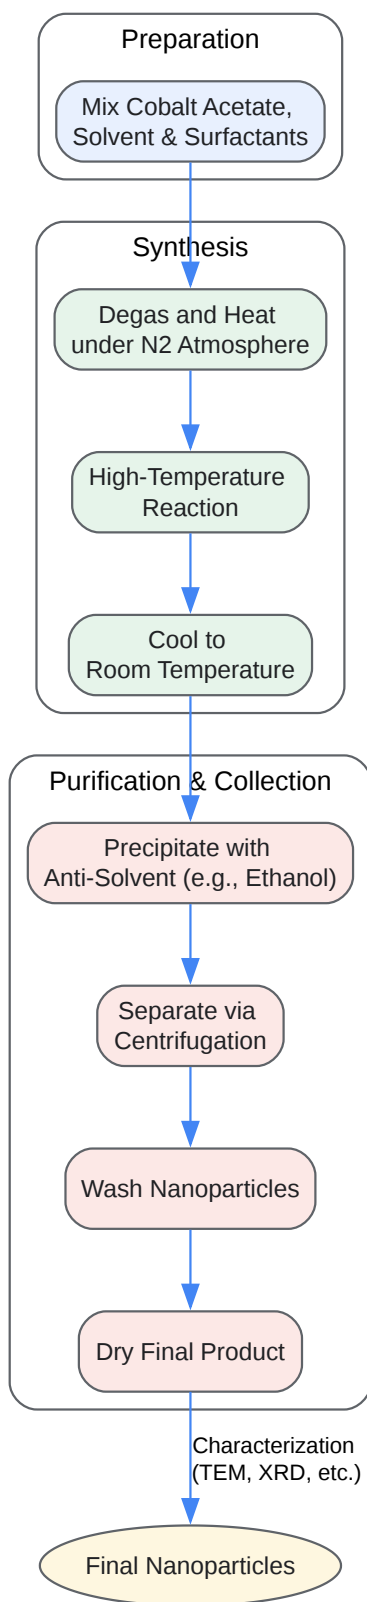 Preparation
Mix Cobalt Acetate,
Solvent & Surfactants
Synthesis
Degas and Heat
under N2 Atmosphere
High-Temperature
Reaction
Cool to
Room Temperature
Purification & Collection
Precipitate with
Anti-Solvent (e.g., Ethanol)
Separate via
Centrifugation
Wash Nanoparticles
Dry Final Product
Characterization
(TEM, XRD, etc.)
Final Nanoparticles